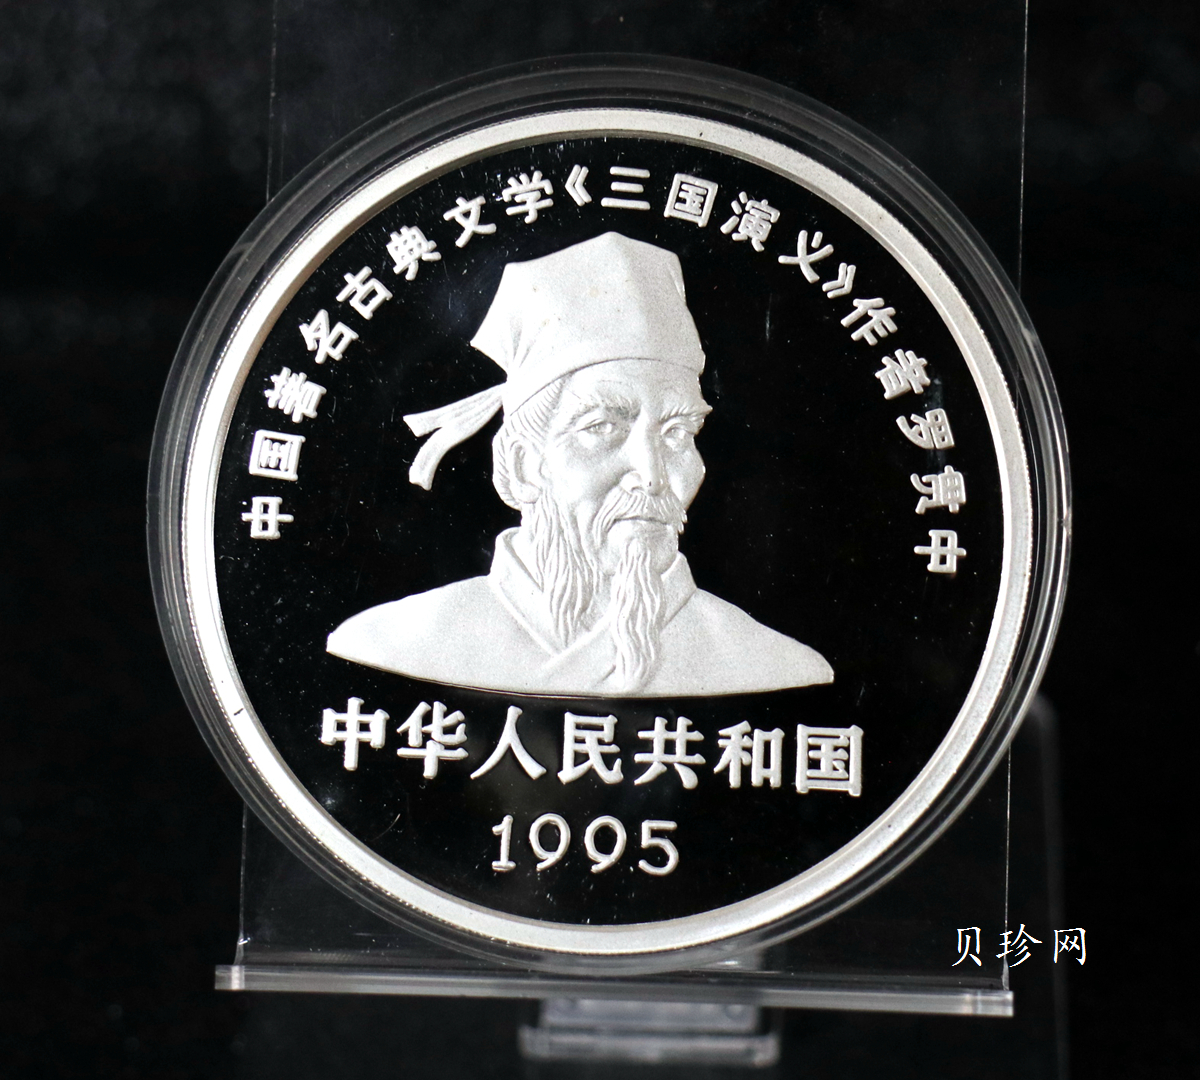 中国著名古典文学《三国演义》作者罗贯中
中华人民共和国
1995
贝珍网